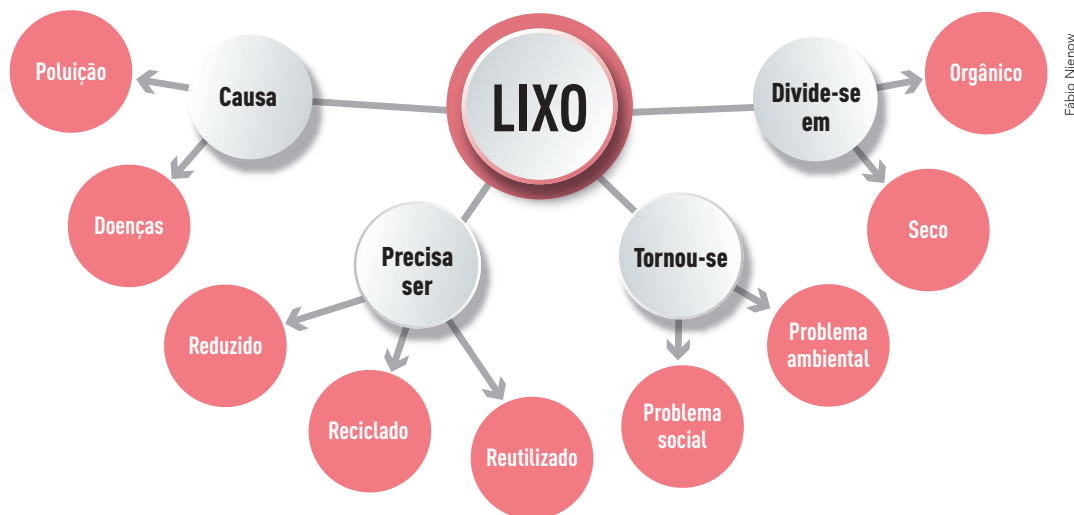 LIXO
Causa
Poluição
Doenças
Precisa
ser
Reduzido
Reciclado
Reutilizado
Tornou-se
Problema
social
Problema
ambiental
Divide-se
em
Orgânico
Seco
Fábio Nienow